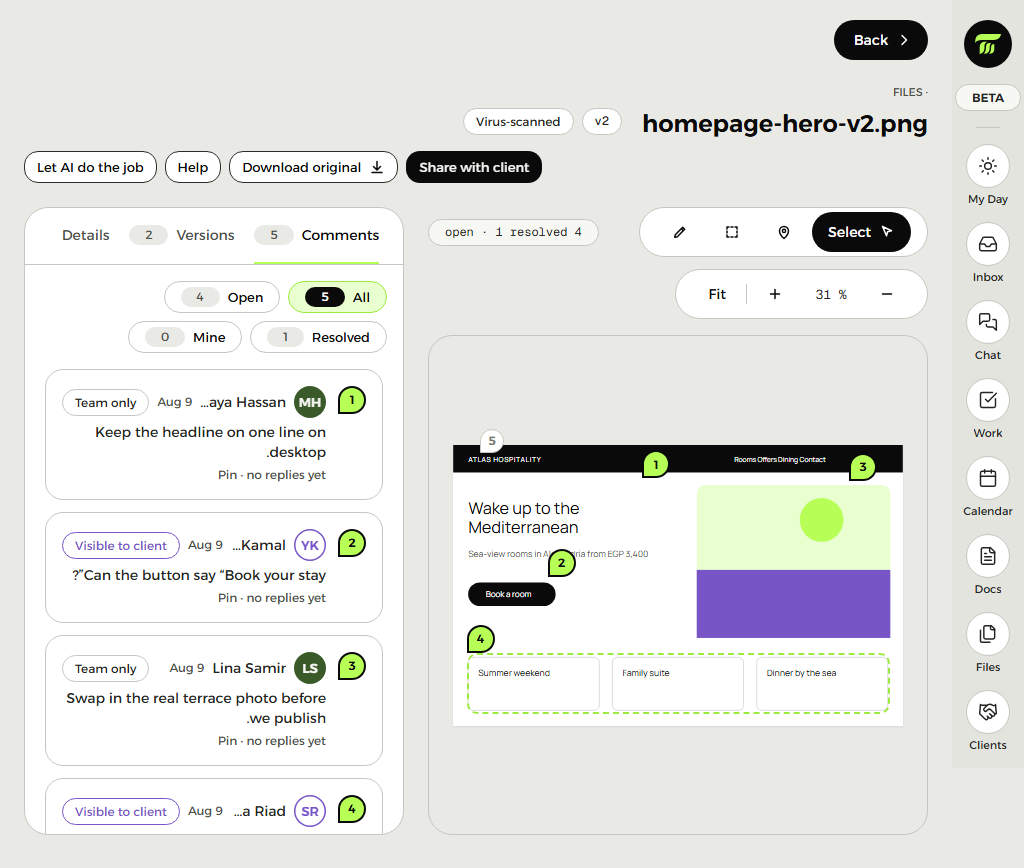 Back
BETA
FILES ·
homepage-hero-v2.png
v2
Virus-scanned
Let AI do the job
Help
Download original
Share with client
My Day
Inbox
Chat
Work
Calendar
Docs
Files
Clients
Select
open · 1 resolved 4
Fit
+
31 %
−
Comments 5
Versions 2
Details
All 5
Open 4
Resolved 1
Mine 0
1
MH
...aya Hassan
Aug 9
Team only
Keep the headline on one line on
.desktop
Pin · no replies yet
2
YK
...Kamal
Aug 9
Visible to client
?"Can the button say "Book your stay
Pin · no replies yet
3
LS
Lina Samir
Aug 9
Team only
Swap in the real terrace photo before
.we publish
Pin · no replies yet
4
SR
...a Riad
Aug 9
Visible to client
5
ATLAS HOSPITALITY
1
Rooms Offers Dining Contact
3
Wake up to the
Mediterranean
Sea-view rooms in from EGP 3,400
2
Book a room
4
Summer weekend
Family suite
Dinner by the sea